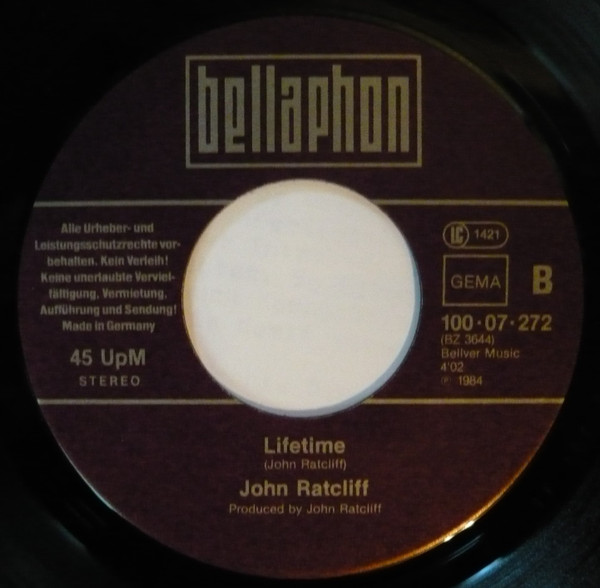 bellaphon
Alle Urheber- und
Leistungsschutzrechte vor-
behalten. Kein Verleih!
Keine unerlaubte Verviel-
fältigung, Vermietung,
Aufführung und Sendung!
Made in Germany
45 UpM
STEREO
LC 1421
GEMA B
100·07·272
(BZ 3644)
Bellver Music
4'02
℗ 1984
Lifetime
(John Ratcliff)
John Ratcliff
Produced by John Ratcliff